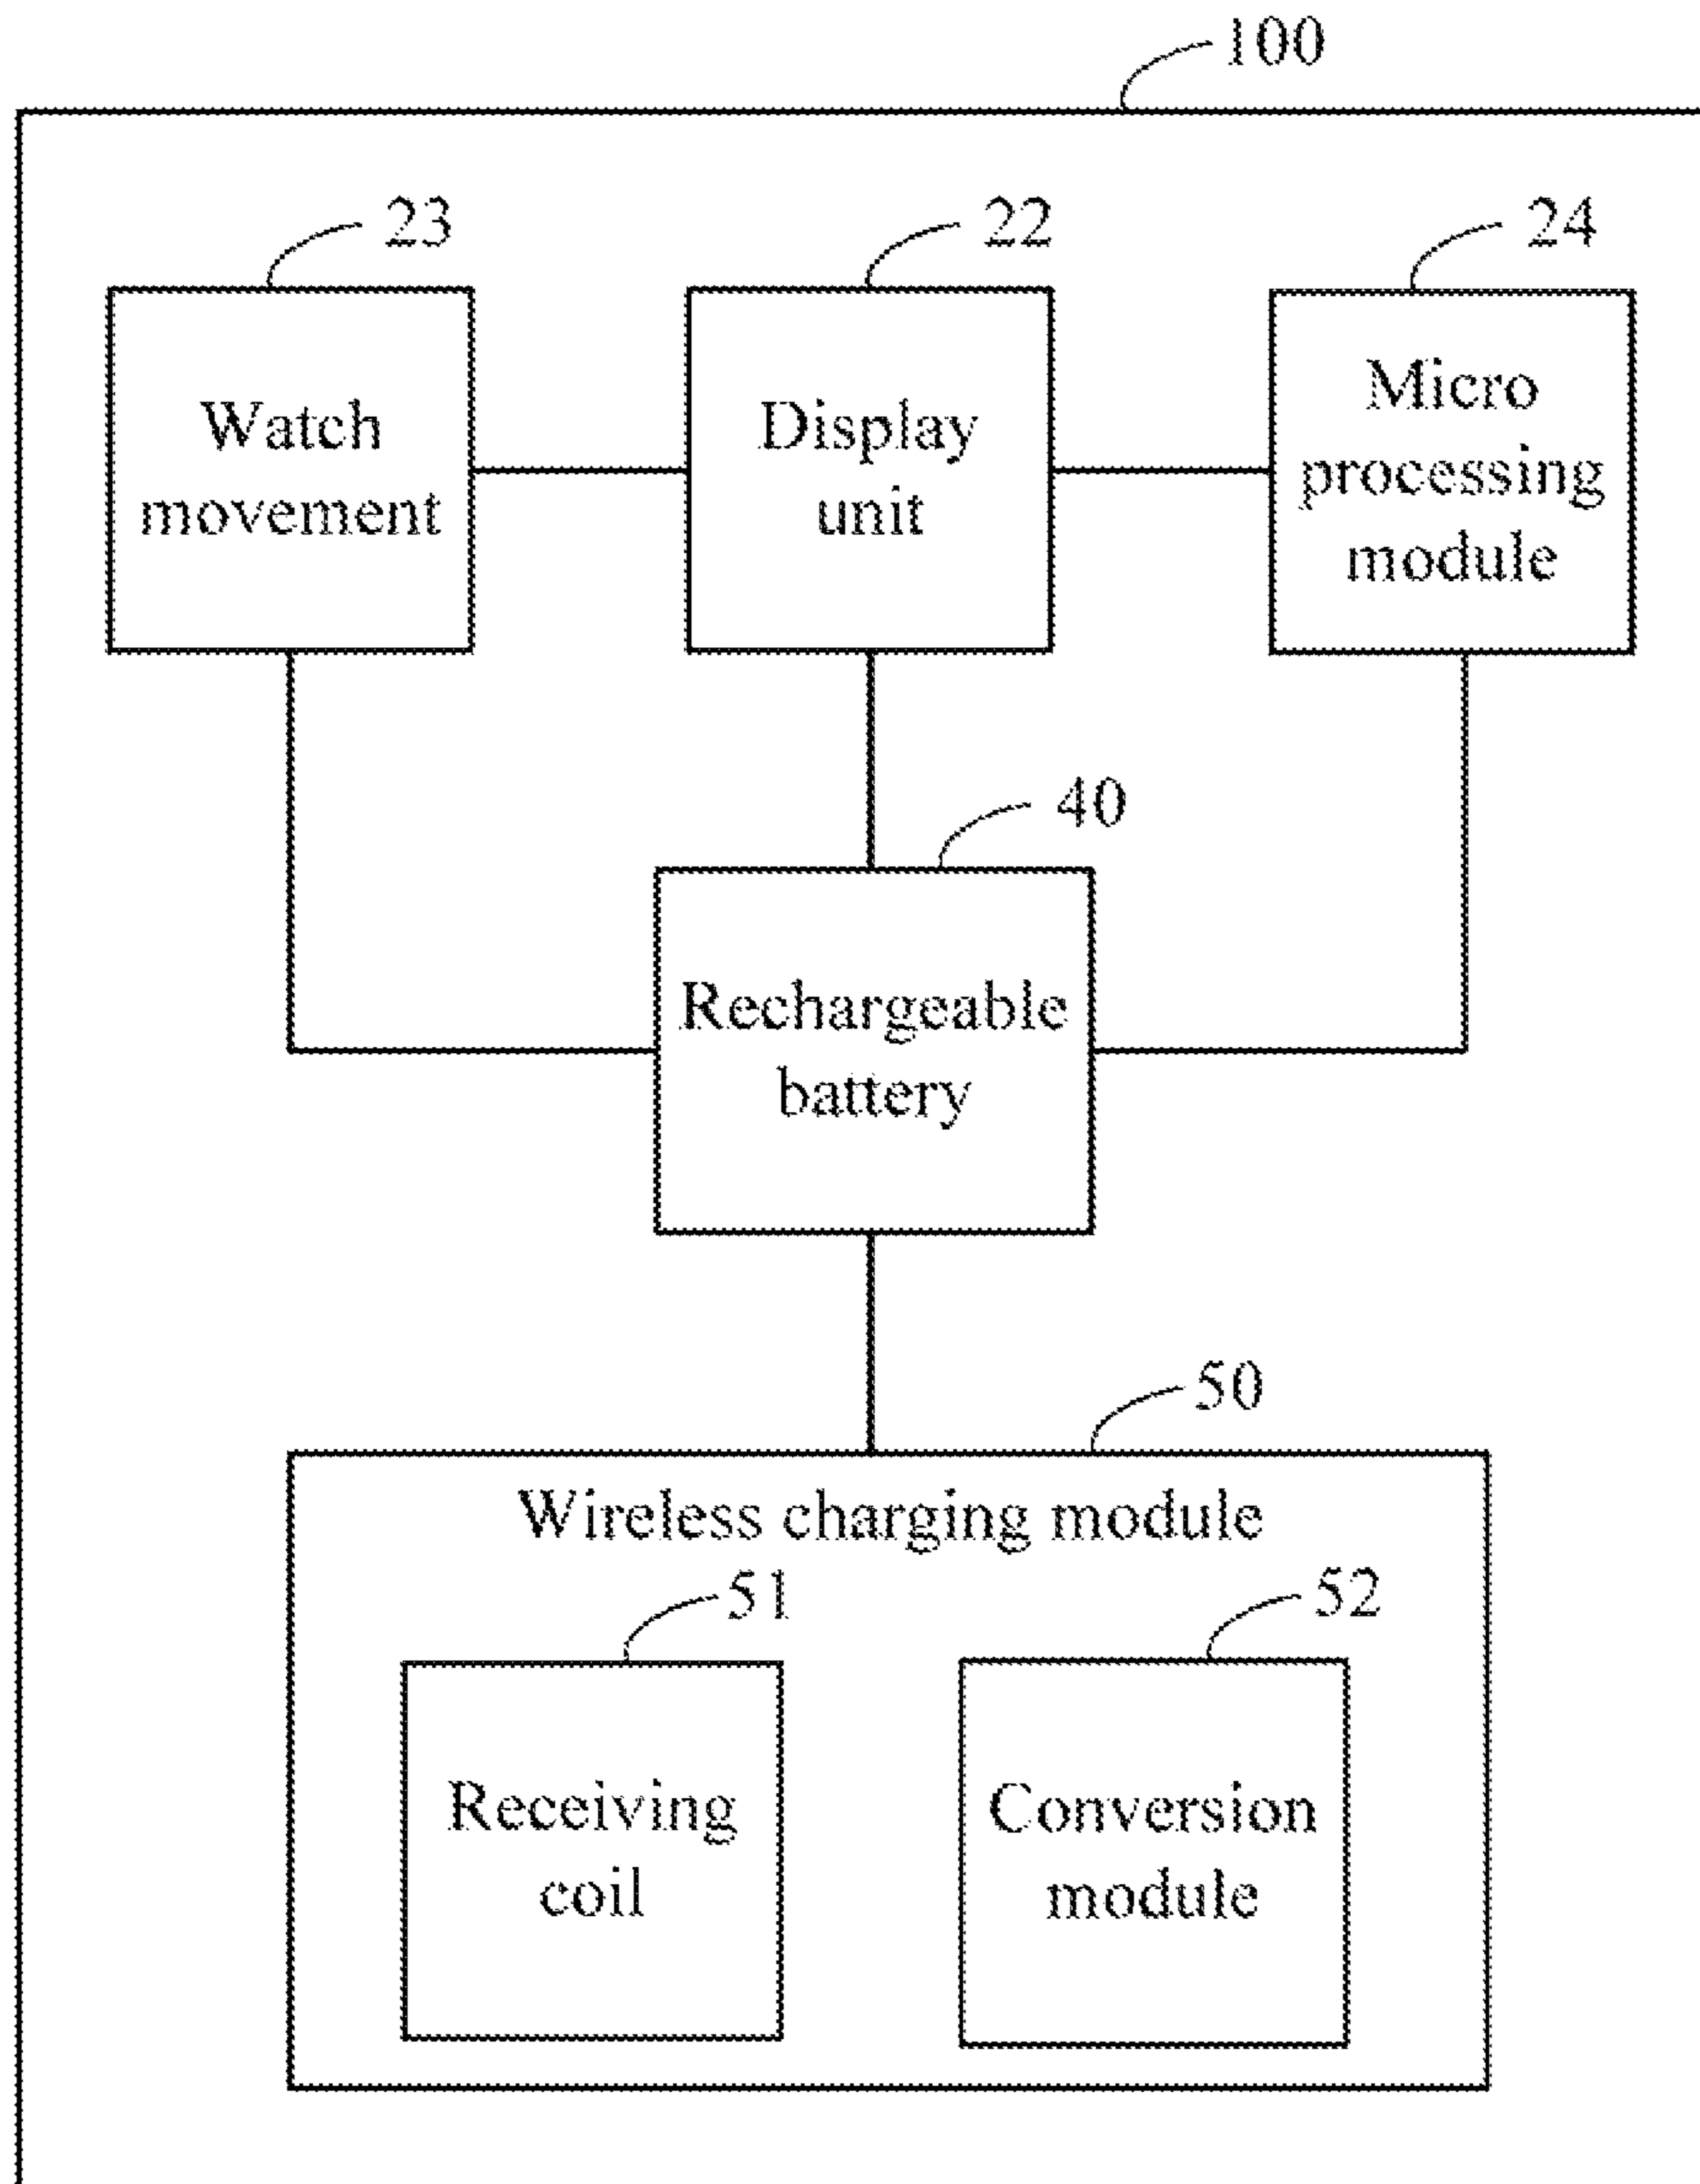 100
23
22
24
Watch
movement
Display
unit
Micro
processing
module
40
Rechargeable
battery
50
Wireless charging module
51
52
Receiving
coil
Conversion
module